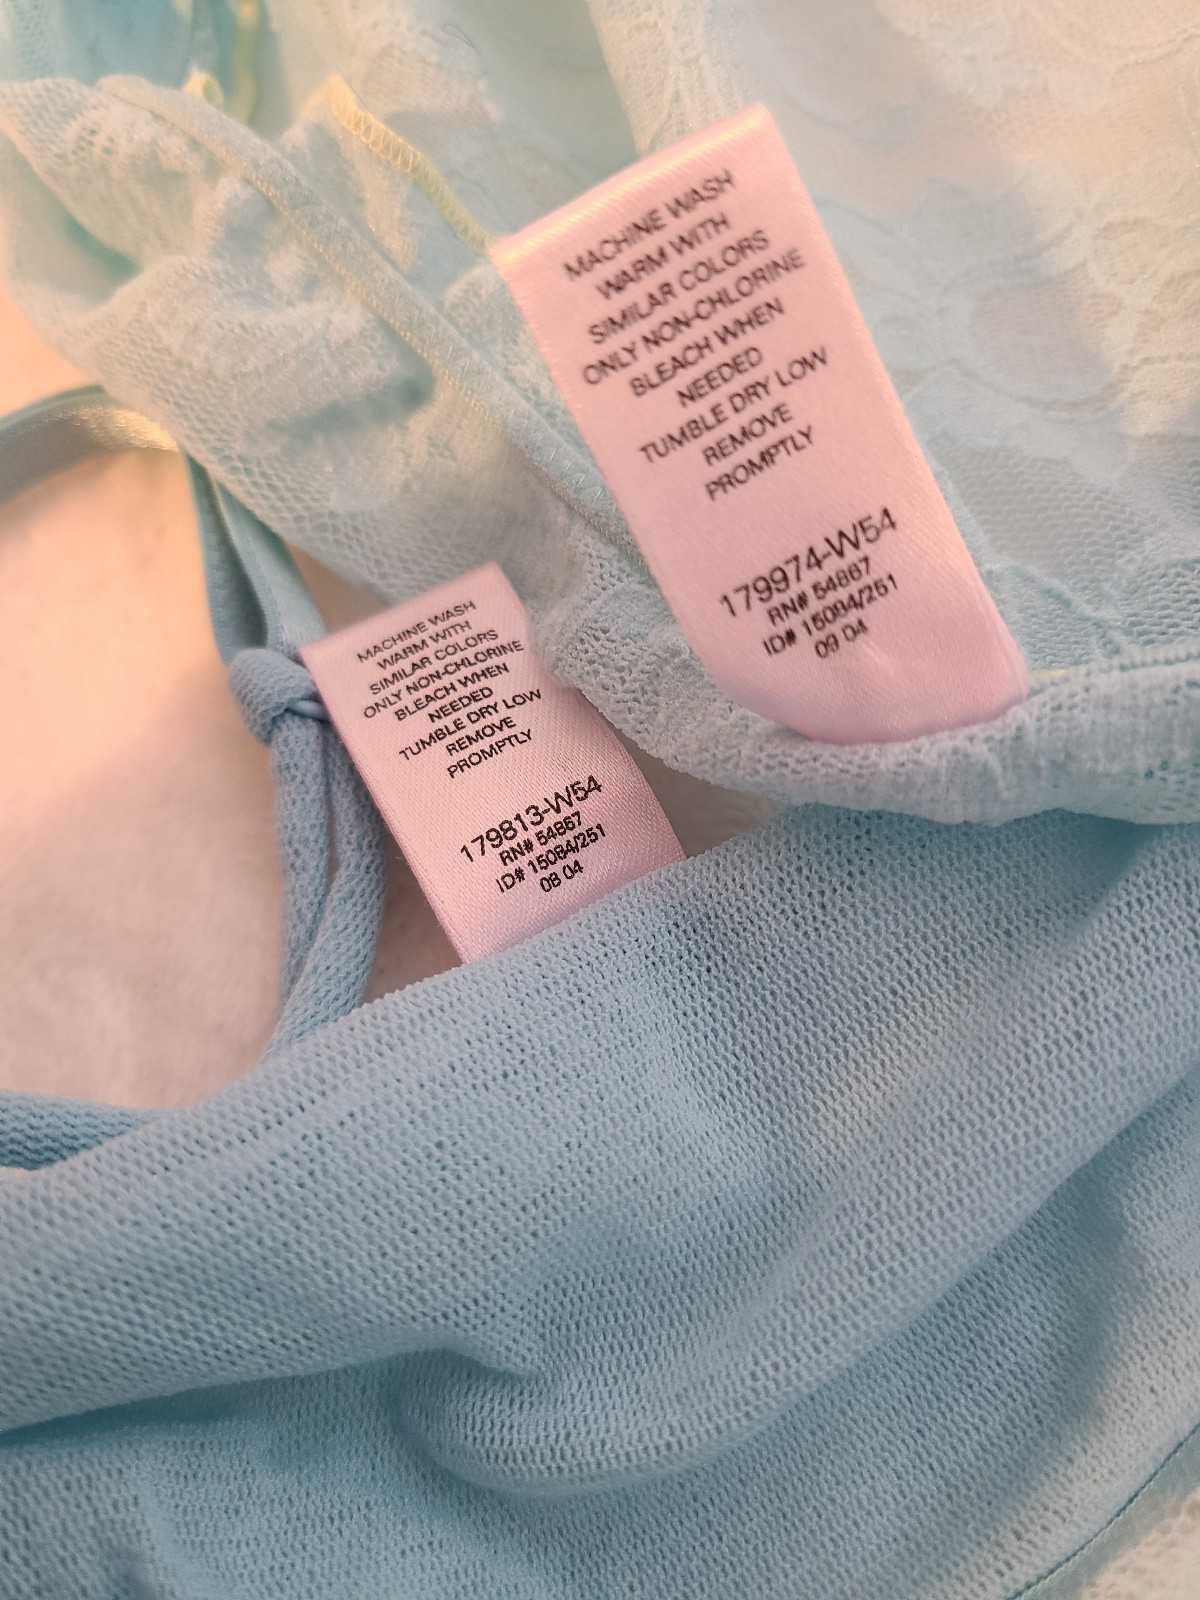 MACHINE WASH
WARM WITH
SIMILAR COLORS
ONLY NON-CHLORINE
BLEACH WHEN
NEEDED
TUMBLE DRY LOW
REMOVE
PROMPTLY
179974-W54
RN# 54867
ID# 15084/251
09 04
MACHINE WASH
WARM WITH
SIMILAR COLORS
ONLY NON-CHLORINE
BLEACH WHEN
NEEDED
TUMBLE DRY LOW
REMOVE
PROMPTLY
179813-W54
RN# 54867
ID# 15084/251
08 04